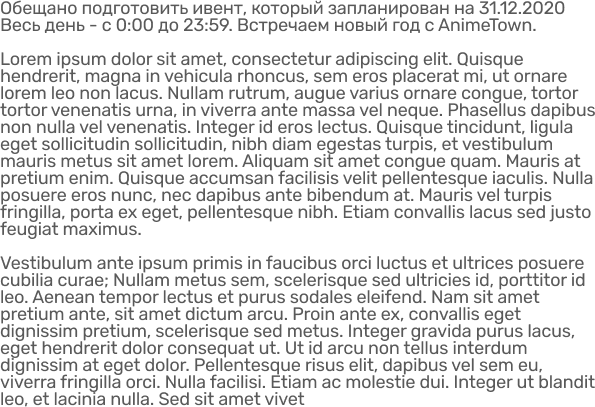 Обещано подготовить ивент, который запланирован на 31.12.2020
Весь день - с 0:00 до 23:59. Встречаем новый год с AnimeTown.
Lorem ipsum dolor sit amet, consectetur adipiscing elit. Quisque
hendrerit, magna in vehicula rhoncus, sem eros placerat mi, ut ornare
lorem leo non lacus. Nullam rutrum, augue varius ornare congue, tortor
tortor venenatis urna, in viverra ante massa vel neque. Phasellus dapibus
non nulla vel venenatis. Integer id eros lectus. Quisque tincidunt, ligula
eget sollicitudin sollicitudin, nibh diam egestas turpis, et vestibulum
mauris metus sit amet lorem. Aliquam sit amet congue quam. Mauris at
pretium enim. Quisque accumsan facilisis velit pellentesque iaculis. Nulla
posuere eros nunc, nec dapibus ante bibendum at. Mauris vel turpis
fringilla, porta ex eget, pellentesque nibh. Etiam convallis lacus sed justo
feugiat maximus.
Vestibulum ante ipsum primis in faucibus orci luctus et ultrices posuere
cubilia curae; Nullam metus sem, scelerisque sed ultricies id, porttitor id
leo. Aenean tempor lectus et purus sodales eleifend. Nam sit amet
pretium ante, sit amet dictum arcu. Proin ante ex, convallis eget
dignissim pretium, scelerisque sed metus. Integer gravida purus lacus,
eget hendrerit dolor consequat ut. Ut id arcu non tellus interdum
dignissim at eget dolor. Pellentesque risus elit, dapibus vel sem eu,
viverra fringilla orci. Nulla facilisi. Etiam ac molestie dui. Integer ut blandit
leo, et lacinia nulla. Sed sit amet vivet